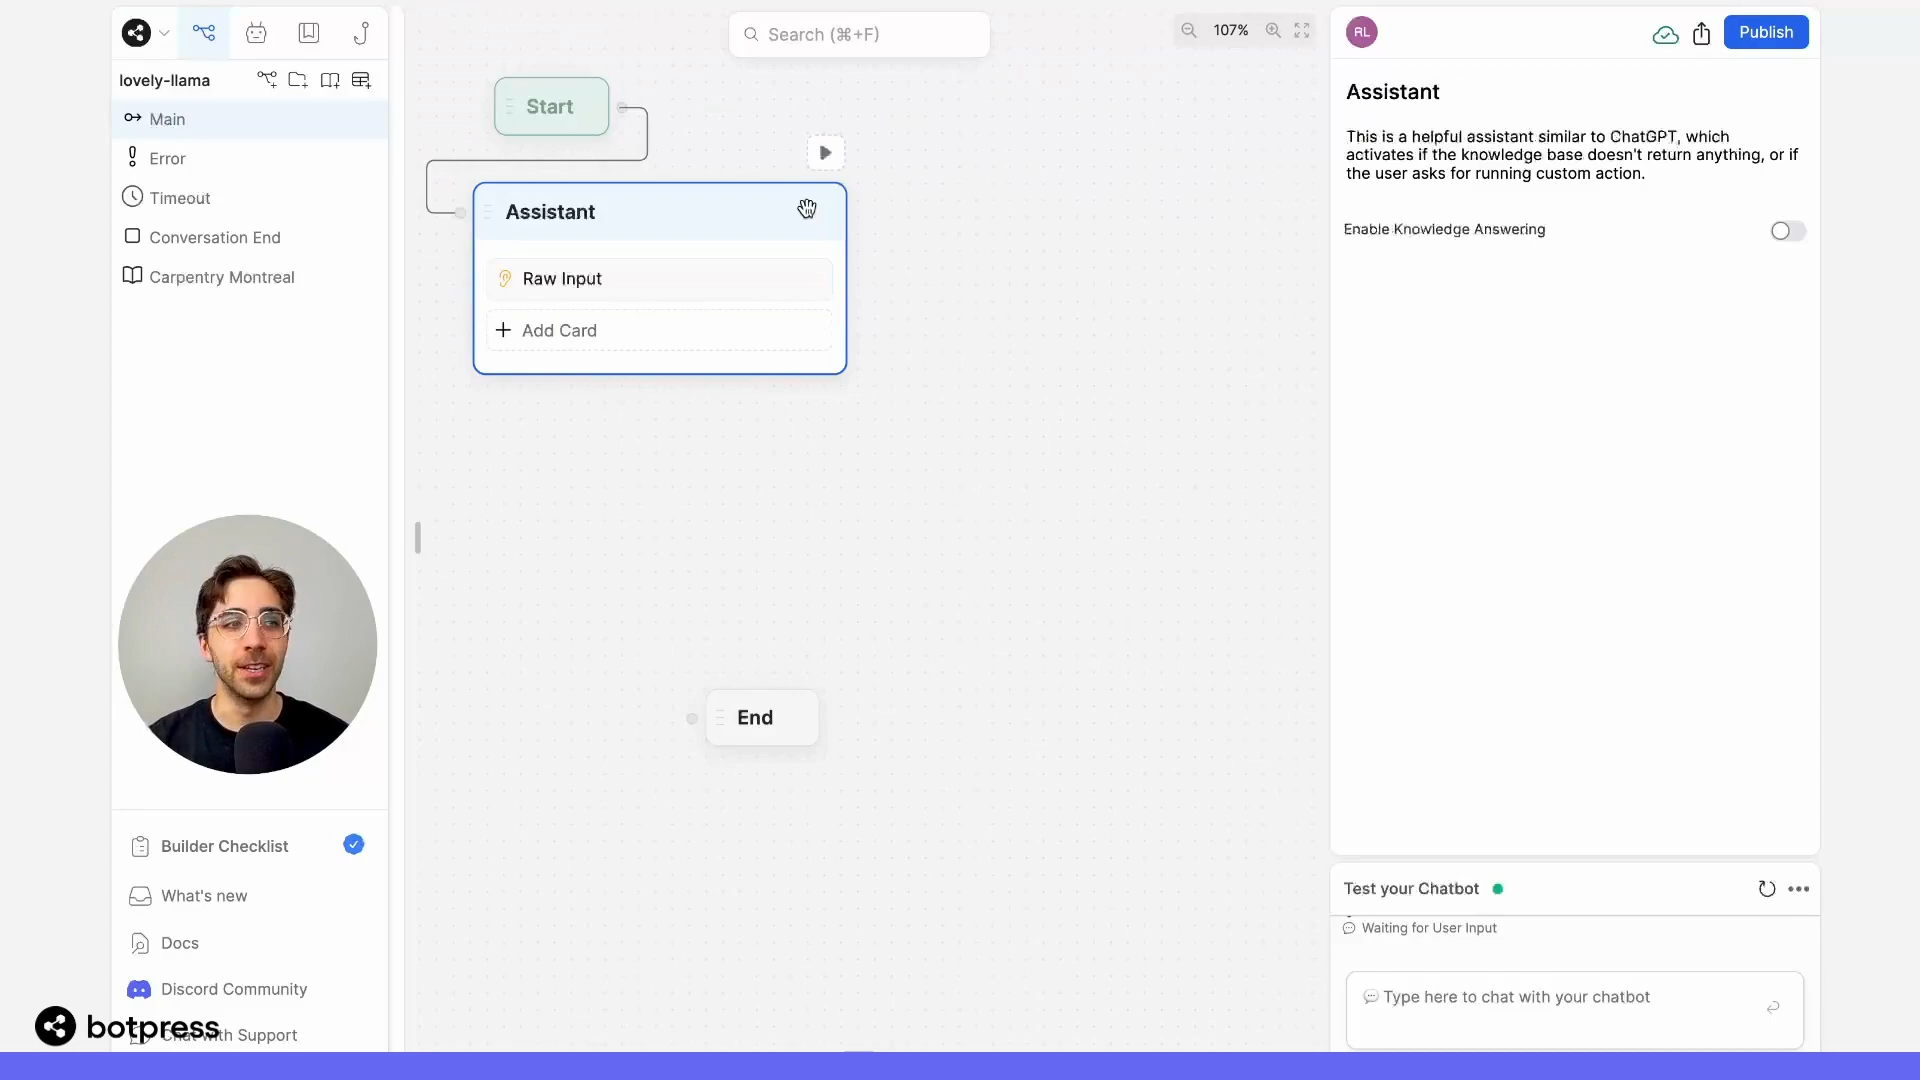 lovely-llama
Main
Error
Timeout
Conversation End
Carpentry Montreal
Builder Checklist
What's new
Docs
Discord Community
Chat with Support
botpress
Search (⌘+F)
107%
Start
Assistant
Raw Input
Add Card
End
RL
Publish
Assistant
This is a helpful assistant similar to ChatGPT, which
activates if the knowledge base doesn't return anything, or if
the user asks for running custom action.
Enable Knowledge Answering
Test your Chatbot
Waiting for User Input
Type here to chat with your chatbot